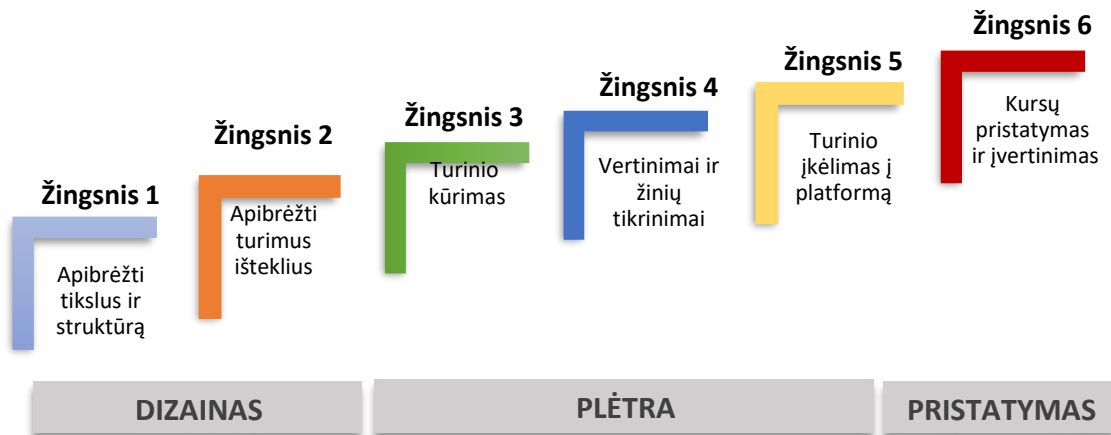 Žingsnis 1
Apibrėžti
tikslus ir
struktūrą
Žingsnis 2
Apibrėžti
turimus
išteklius
Žingsnis 3
Turinio
kūrimas
Žingsnis 4
Vertinimai ir
žinių
tikrinimai
Žingsnis 5
Turinio
įkėlimas į
platformą
Žingsnis 6
Kursų
pristatymas
ir įvertinimas
DIZAINAS
PLĖTRA
PRISTATYMAS